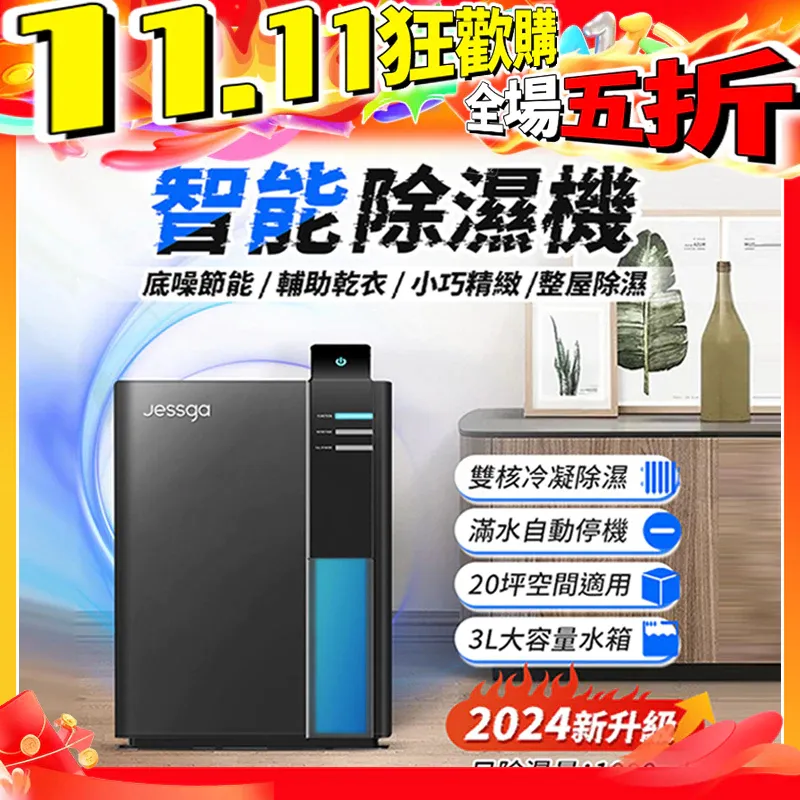 11.11狂歡購
全場五折
智能除濕機
底噪節能 / 輔助乾衣 / 小巧精緻 /整屋除濕
Jessga
雙核冷凝除濕
滿水自動停機
20坪空間適用
3L大容量水箱
2024新升級